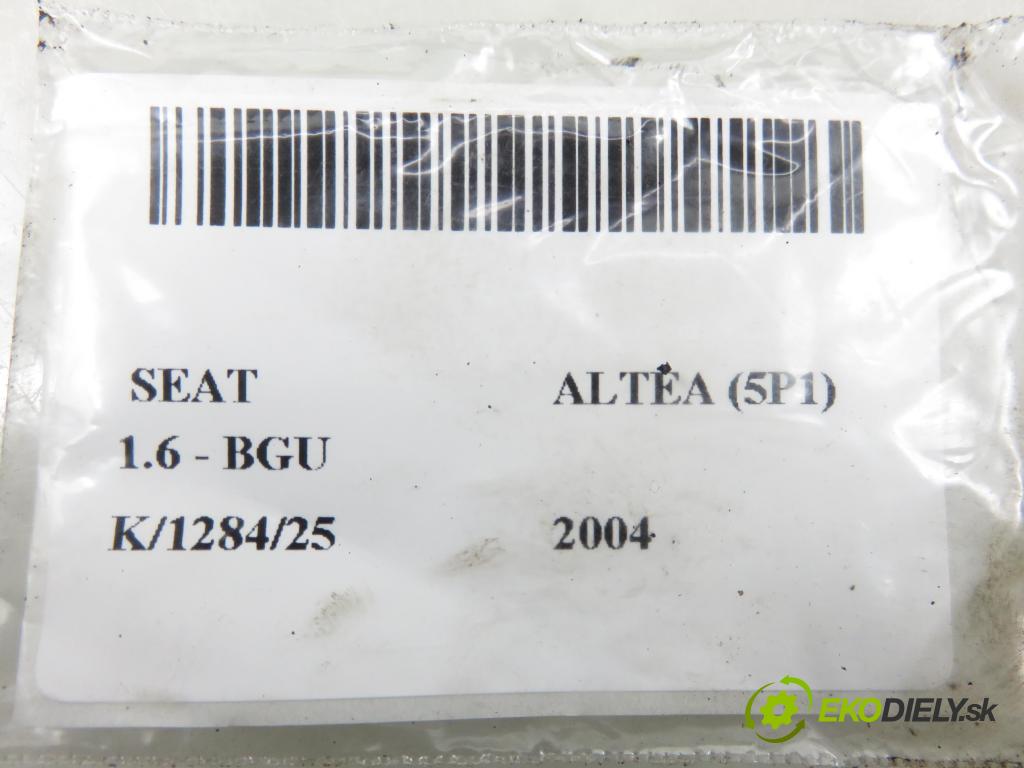 SEAT ALTEA (5P1)
1.6 - BGU
K/1284/25 2004
EKODIELY.sk